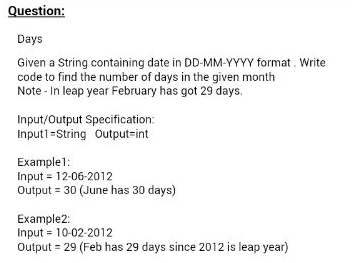 Question:
Days
Given a String containing date in DD-MM-YYYY format . Write
code to find the number of days in the given month
Note - In leap year February has got 29 days.
Input/Output Specification:
Input1=String Output=int
Example1:
Input = 12-06-2012
Output = 30 (June has 30 days)
Example2:
Input = 10-02-2012
Output = 29 (Feb has 29 days since 2012 is leap year)